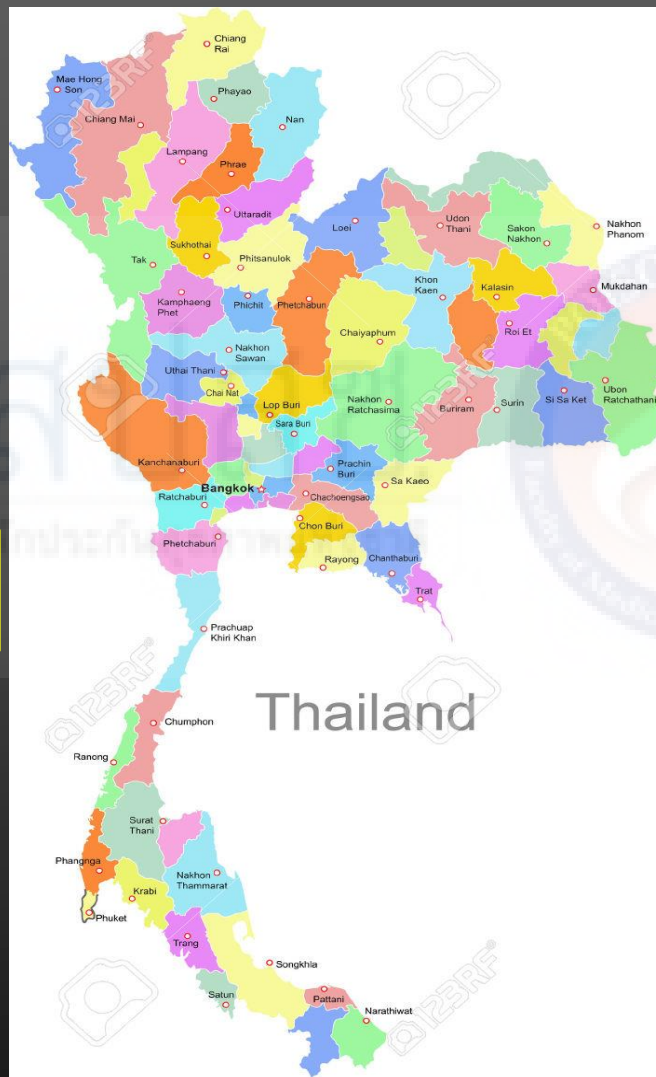 Chiang
Rai
Mae Hong
Son
Phayao
Chiang Mai
Nan
Lampang
Phrae
Uttaradit
Loei
Udon
Thani
Sakon
Nakhon
Nakhon
Phanom
Sukhothai
Tak
Phitsanulok
Khon
Kaen
Kalasin
Mukdahan
Kamphaeng
Phet
Phichit
Phetchabun
Roi Et
Chaiyaphum
Nakhon
Sawan
Uthai Thani
Chai Nat
Lop Buri
Nakhon
Ratchasima
Buriram
Surin
Si Sa Ket
Ubon
Ratchathani
Sara Buri
Kanchanaburi
Prachin
Buri
Bangkok
Sa Kaeo
Ratchaburi
Chachoengsao
Chon Buri
Phetchaburi
Rayong
Chanthaburi
Trat
Prachuap
Khiri Khan
Thailand
Chumphon
Ranong
Surat
Thani
Phangnga
Nakhon
Thammarat
Krabi
Phuket
Trang
Songkhla
Satun
Pattani
Narathiwat
123RF
123RF
123RF
123RF
123RF